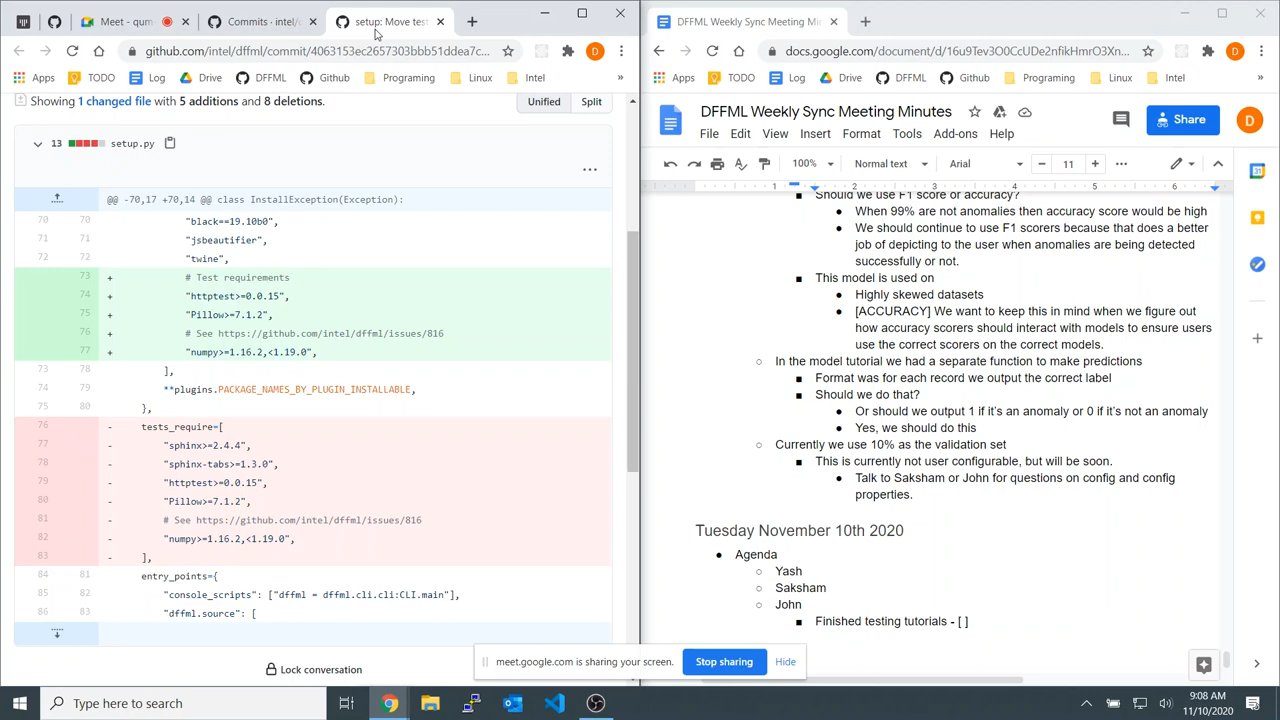 Meet - qum
Commits · intel/d
setup: Move test
DFFML Weekly Sync Meeting Min
github.com/intel/dffml/commit/4063153ec2657303bbb51ddea7c...
D
docs.google.com/document/d/16u9Tev3O0CcUDe2nfikHmrO3Xn...
D
Apps
TODO
Log
Drive
DFFML
Github
Programing
Linux
Intel
»
Apps
TODO
Log
Drive
DFFML
Github
Programing
Linux
Intel
Showing 1 changed file with 5 additions and 8 deletions.
Unified
Split
13
setup.py
@@ -70,17 +70,14 @@ class InstallException(Exception):
70 70 "black==19.10b0",
71 71 "jsbeautifier",
72 72 "twine",
73 + # Test requirements
74 + "httptest>=0.0.15",
75 + "Pillow>=7.1.2",
76 + # See https://github.com/intel/dffml/issues/816
77 + "numpy>=1.16.2,<1.19.0",
73 78 ],
74 79 **plugins.PACKAGE_NAMES_BY_PLUGIN_INSTALLABLE,
75 80 },
76 - tests_require=[
77 - "sphinx>=2.4.4",
78 - "sphinx-tabs>=1.3.0",
79 - "httptest>=0.0.15",
80 - "Pillow>=7.1.2",
81 - # See https://github.com/intel/dffml/issues/816
82 - "numpy>=1.16.2,<1.19.0",
83 - ],
84 81 entry_points={
85 82 "console_scripts": ["dffml = dffml.cli.cli:CLI.main"],
86 83 "dffml.source": [
Lock conversation
DFFML Weekly Sync Meeting Minutes
Share
D
File Edit View Insert Format Tools Add-ons Help
100% Normal text Arial 11
1 1 2 3 4 5 6
Should we use F1 score or accuracy?
When 99% are not anomalies then accuracy score would be high
We should continue to use F1 scorers because that does a better
job of depicting to the user when anomalies are being detected
successfully or not.
This model is used on
Highly skewed datasets
[ACCURACY] We want to keep this in mind when we figure out
how accuracy scorers should interact with models to ensure users
use the correct scorers on the correct models.
In the model tutorial we had a separate function to make predictions
Format was for each record we output the correct label
Should we do that?
Or should we output 1 if it's an anomaly or 0 if it's not an anomaly
Yes, we should do this
Currently we use 10% as the validation set
This is currently not user configurable, but will be soon.
Talk to Saksham or John for questions on config and config
properties.
Tuesday November 10th 2020
Agenda
Yash
Saksham
John
Finished testing tutorials - [ ]
meet.google.com is sharing your screen.
Stop sharing
Hide
Type here to search
9:08 AM
11/10/2020